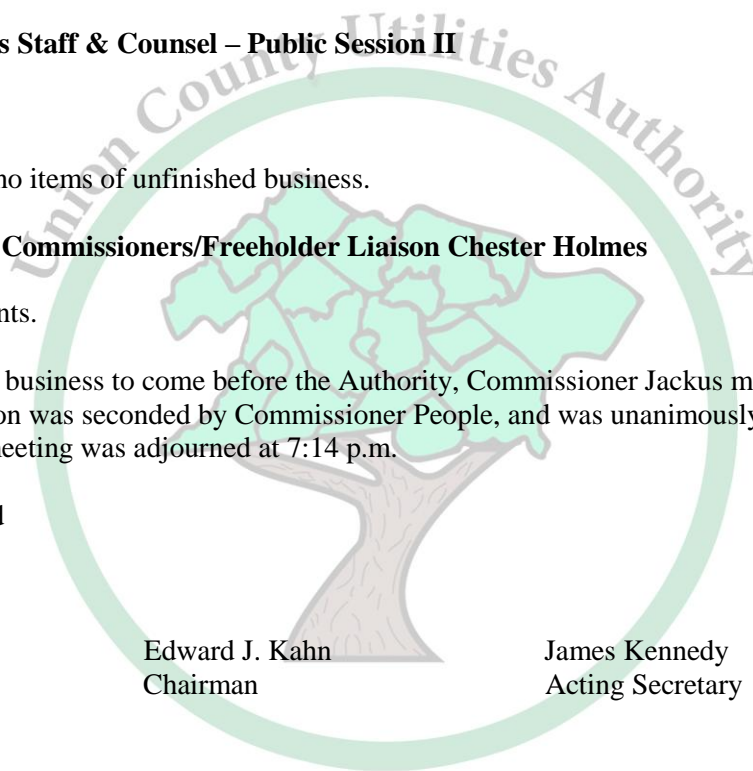 Union County Utilities Authority
s Staff & Counsel – Public Session II
no items of unfinished business.
Commissioners/Freeholder Liaison Chester Holmes
nts.
business to come before the Authority, Commissioner Jackus m
on was seconded by Commissioner People, and was unanimously
meeting was adjourned at 7:14 p.m.
Edward J. Kahn James Kennedy
Chairman Acting Secretary